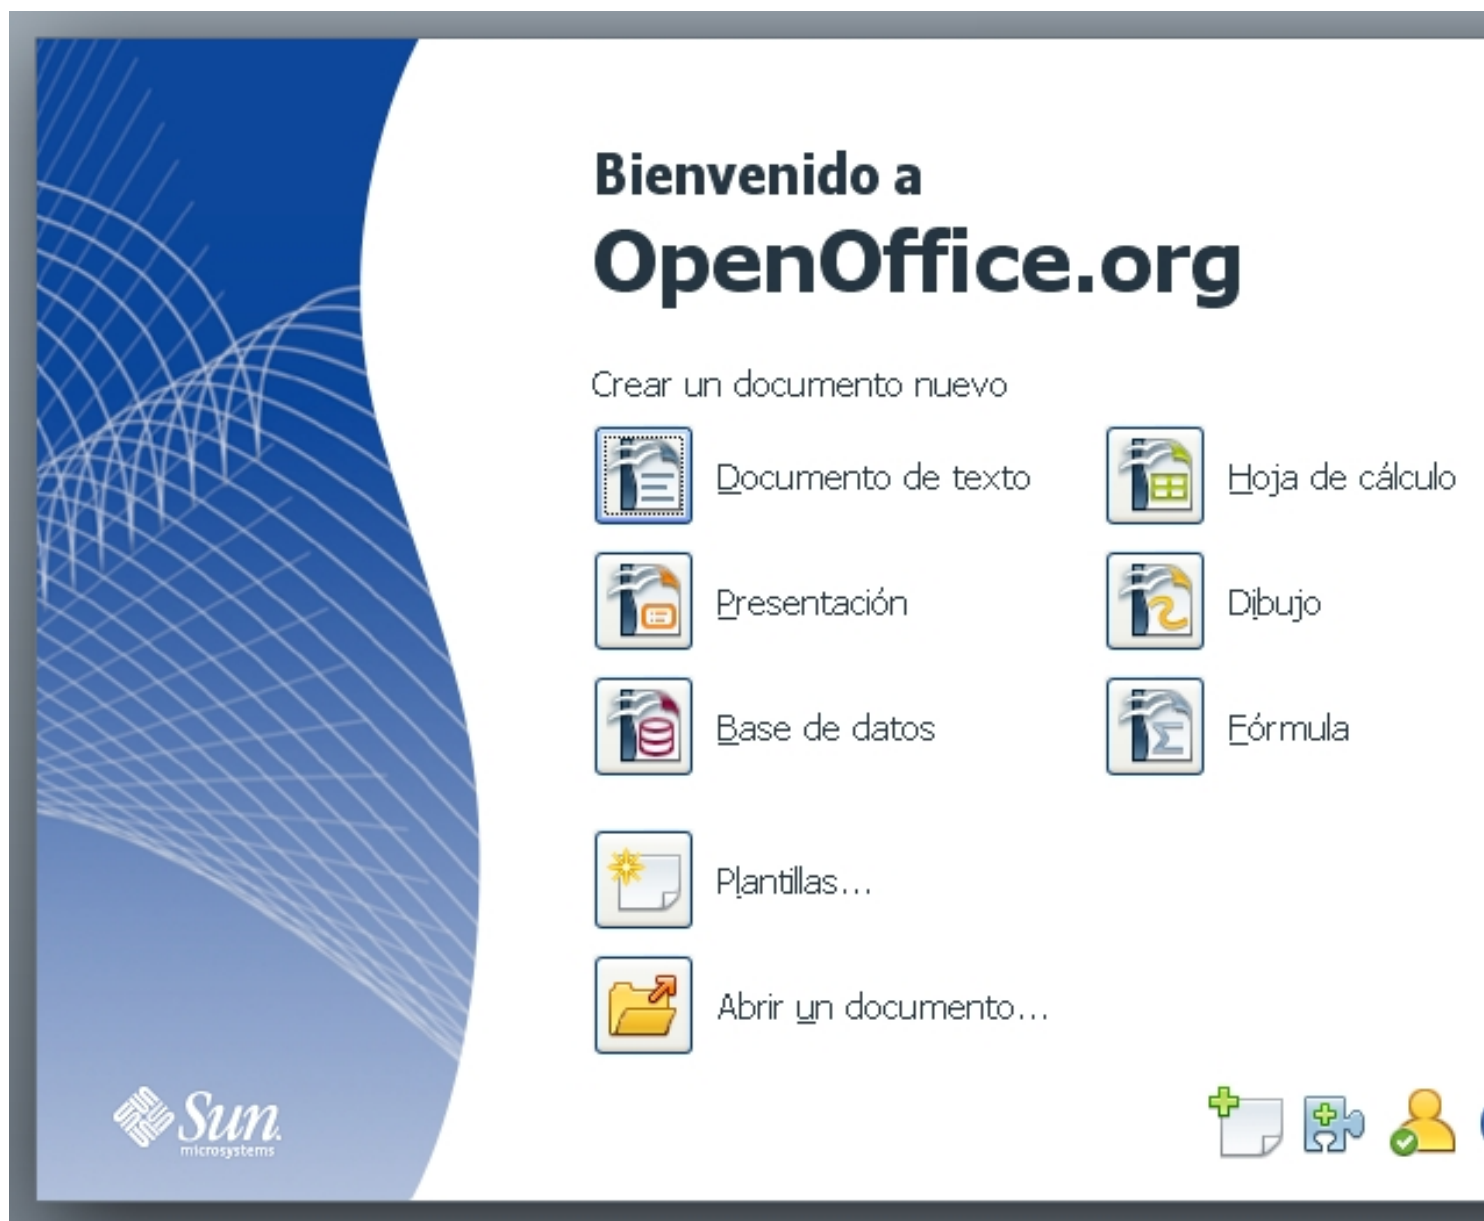 Bienvenido a
OpenOffice.org
Crear un documento nuevo
Documento de texto
Hoja de cálculo
Presentación
Dibujo
Base de datos
Fórmula
Plantillas...
Abrir un documento...
Sun
microsystems